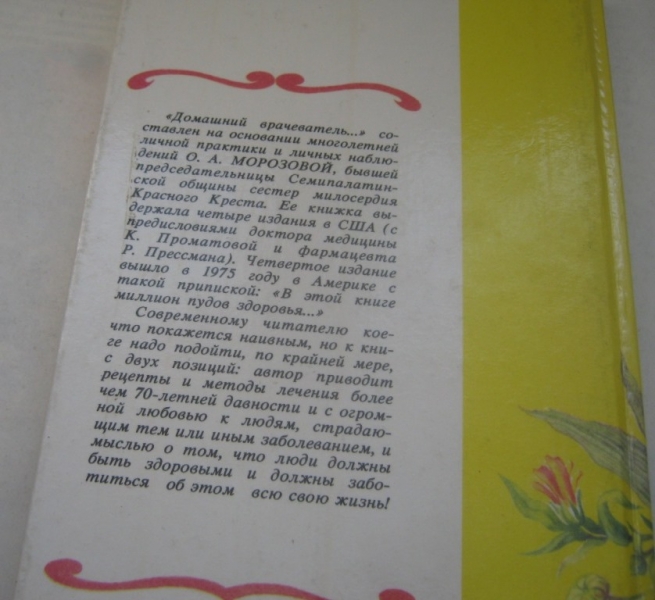 «Домашний врачеватель...» со-
ставлен на основании многолетней
личной практики и личных наблю-
дений О. А. МОРОЗОВОЙ, бывшей
председательницы Семипалатин-
ской общины сестер милосердия
Красного Креста. Ее книжка вы-
держала четыре издания в США (с
предисловиями доктора медицины
К. Проматовой и фармацевта
Р. Прессмана). Четвертое издание
вышло в 1975 году в Америке с
такой припиской: «В этой книге
миллион пудов здоровья...»
Современному читателю кое-
что покажется наивным, но к кни-
ге надо подойти, по крайней мере,
с двух позиций: автор приводит
рецепты и методы лечения более
чем 70-летней давности и с огром-
ной любовью к людям, страдаю-
щим тем или иным заболеванием, и
мыслью о том, что люди должны
быть здоровыми и должны забо-
титься об этом всю свою жизнь!